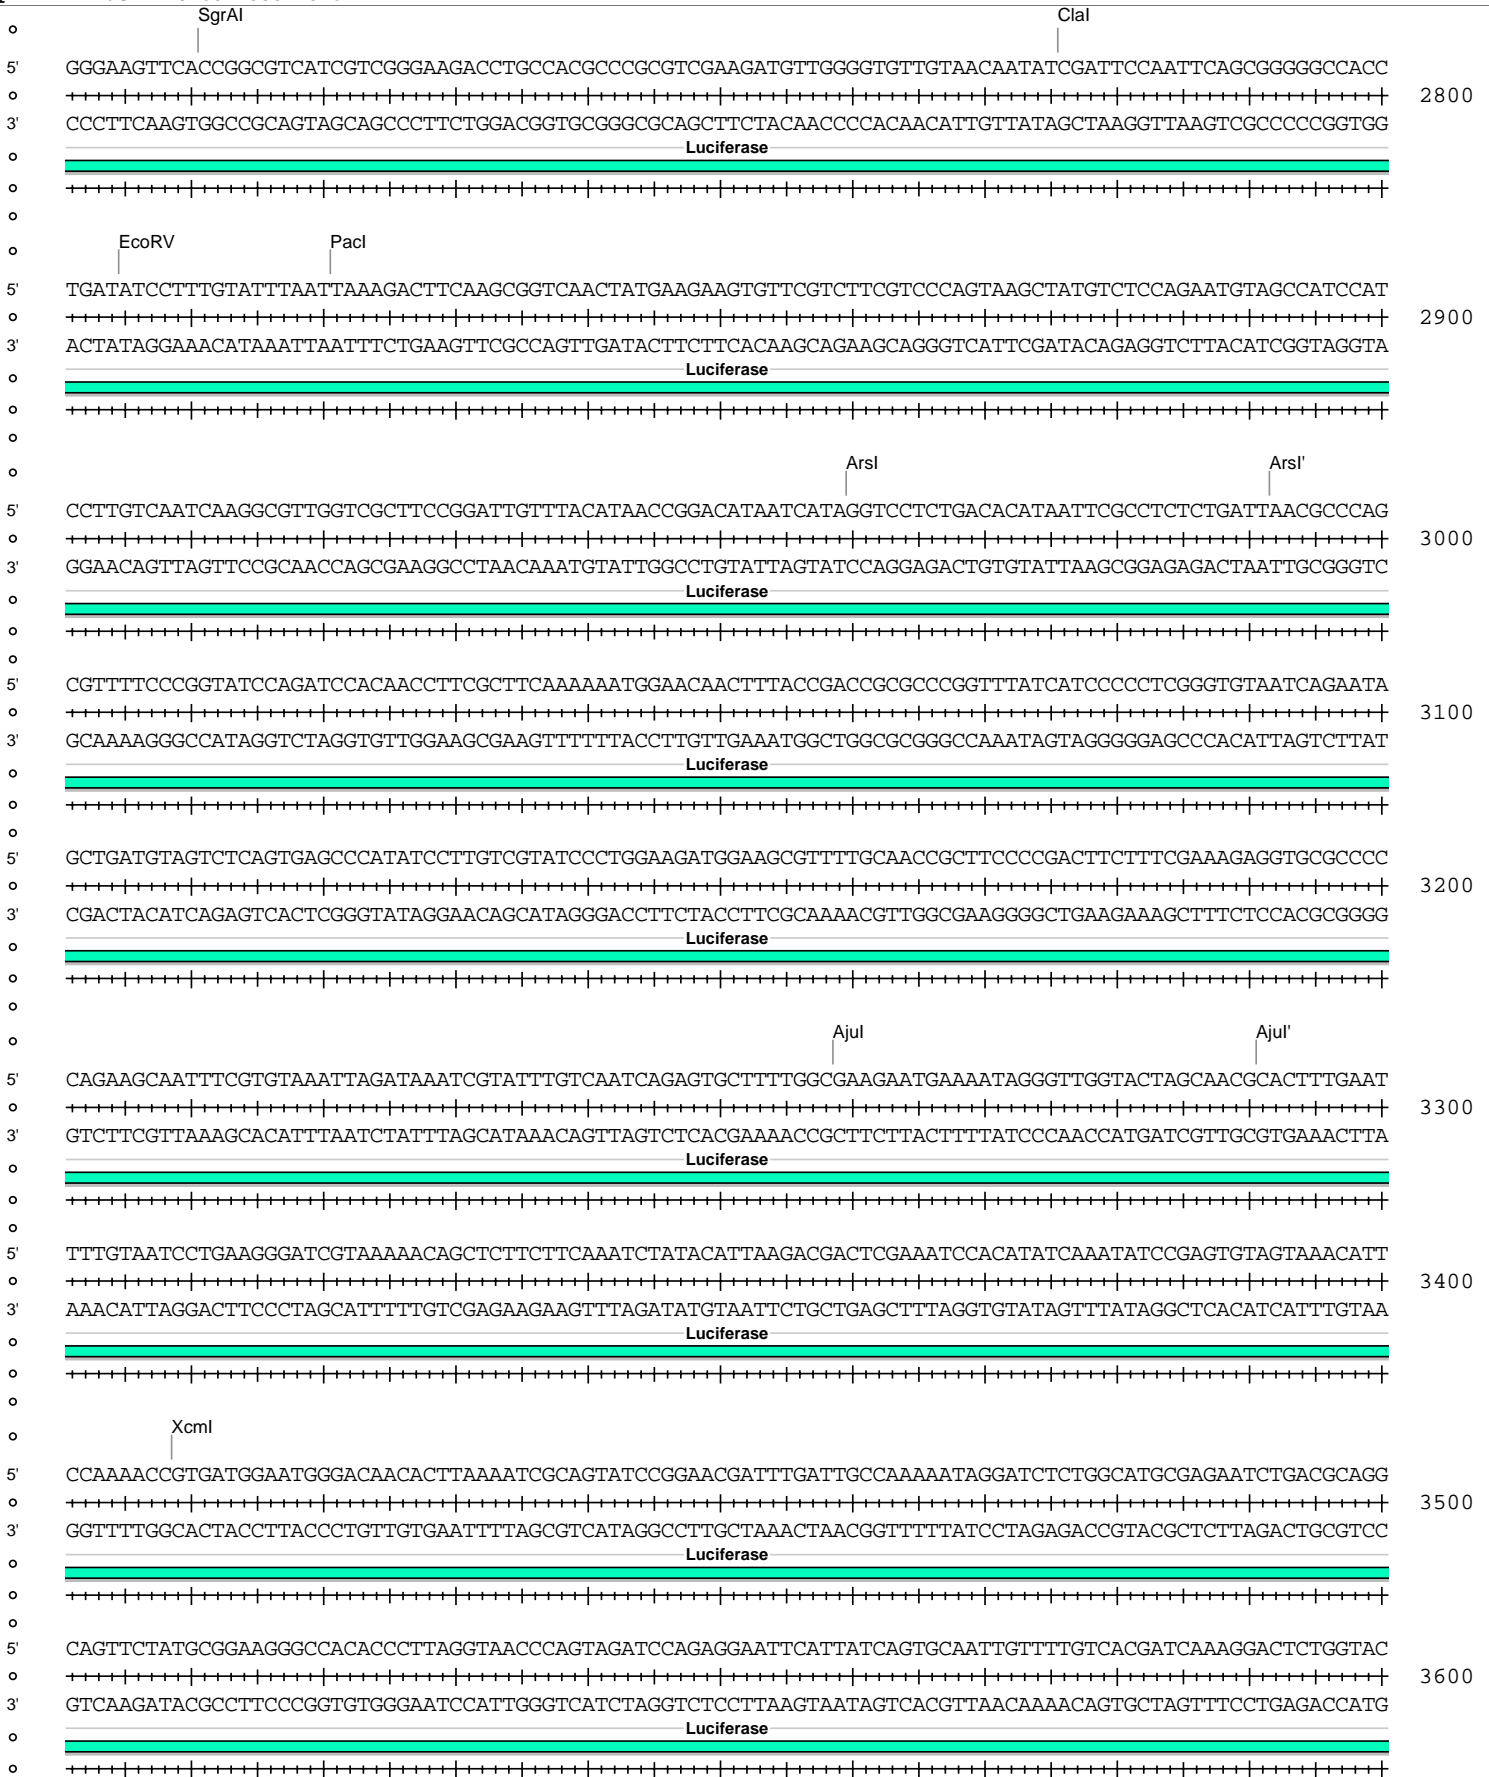 SgrAI ClaI
5' GGGAAGTTCACCGGCGTCATCGTCGGGAAGACCTGCCACGCCCGCGTCGAAGATGTTGGGGTGTTGTAACAATATCGATTCCAATTCAGCGGGGGCCACC
2800
3' CCCTTCAAGTGGCCGCAGTAGCAGCCCTTCTGGACGGTGCGGGCGCAGCTTCTACAACCCCACAACATTGTTATAGCTAAGGTTAAGTCGCCCCCGGTGG
Luciferase
EcoRV PacI
5' TGATATCCTTTGTATTTAATTAAAGACTTCAAGCGGTCAACTATGAAGAAGTGTTCGTCTTCGTCCCAGTAAGCTATGTCTCCAGAATGTAGCCATCCAT
2900
3' ACTATAGGAAACATAAATTAATTTCTGAAGTTCGCCAGTTGATACTTCTTCACAAGCAGAAGCAGGGTCATTCGATACAGAGGTCTTACATCGGTAGGTA
Luciferase
ArsI ArsI'
5' CCTTGTCAATCAAGGCGTTGGTCGCTTCCGGATTGTTTACATAACCGGACATAATCATAGGTCCTCTGACACATAATTCGCCTCTCTGATTAACGCCCAG
3000
3' GGAACAGTTAGTTCCGCAACCAGCGAAGGCCTAACAAATGTATTGGCCTGTATTAGTATCCAGGAGACTGTGTATTAAGCGGAGAGACTAATTGCGGGTC
Luciferase
5' CGTTTTCCCGGTATCCAGATCCACAACCTTCGCTTCAAAAAATGGAACAACTTTACCGACCGCGCCCGGTTTATCATCCCCCTCGGGTGTAATCAGAATA
3100
3' GCAAAAGGGCCATAGGTCTAGGTGTTGGAAGCGAAGTTTTTTACCTTGTTGAAATGGCTGGCGCGGGCCAAATAGTAGGGGGAGCCCACATTAGTCTTAT
Luciferase
5' GCTGATGTAGTCTCAGTGAGCCCATATCCTTGTCGTATCCCTGGAAGATGGAAGCGTTTTGCAACCGCTTCCCCGACTTCTTTCGAAAGAGGTGCGCCCC
3200
3' CGACTACATCAGAGTCACTCGGGTATAGGAACAGCATAGGGACCTTCTACCTTCGCAAAACGTTGGCGAAGGGGCTGAAGAAAGCTTTCTCCACGCGGGG
Luciferase
AjuI AjuI'
5' CAGAAGCAATTTCGTGTAAATTAGATAAATCGTATTTGTCAATCAGAGTGCTTTTGGCGAAGAATGAAAATAGGGTTGGTACTAGCAACGCACTTTGAAT
3300
3' GTCTTCGTTAAAGCACATTTAATCTATTTAGCATAAACAGTTAGTCTCACGAAAACCGCTTCTTACTTTTATCCCAACCATGATCGTTGCGTGAAACTTA
Luciferase
5' TTTGTAATCCTGAAGGGATCGTAAAAACAGCTCTTCTTCAAATCTATACATTAAGACGACTCGAAATCCACATATCAAATATCCGAGTGTAGTAAACATT
3400
3' AAACATTAGGACTTCCCTAGCATTTTTGTCGAGAAGAAGTTTAGATATGTAATTCTGCTGAGCTTTAGGTGTATAGTTTATAGGCTCACATCATTTGTAA
Luciferase
XcmI
5' CCAAAACCGTGATGGAATGGGACAACACTTAAAATCGCAGTATCCGGAACGATTTGATTGCCAAAAATAGGATCTCTGGCATGCGAGAATCTGACGCAGG
3500
3' GGTTTTGGCACTACCTTACCCTGTTGTGAATTTTAGCGTCATAGGCCTTGCTAAACTAACGGTTTTTATCCTAGAGACCGTACGCTCTTAGACTGCGTCC
Luciferase
5' CAGTTCTATGCGGAAGGGCCACACCCTTAGGTAACCCAGTAGATCCAGAGGAATTCATTATCAGTGCAATTGTTTTGTCACGATCAAAGGACTCTGGTAC
3600
3' GTCAAGATACGCCTTCCCGGTGTGGGAATCCATTGGGTCATCTAGGTCTCCTTAAGTAATAGTCACGTTAACAAAACAGTGCTAGTTTCCTGAGACCATG
Luciferase